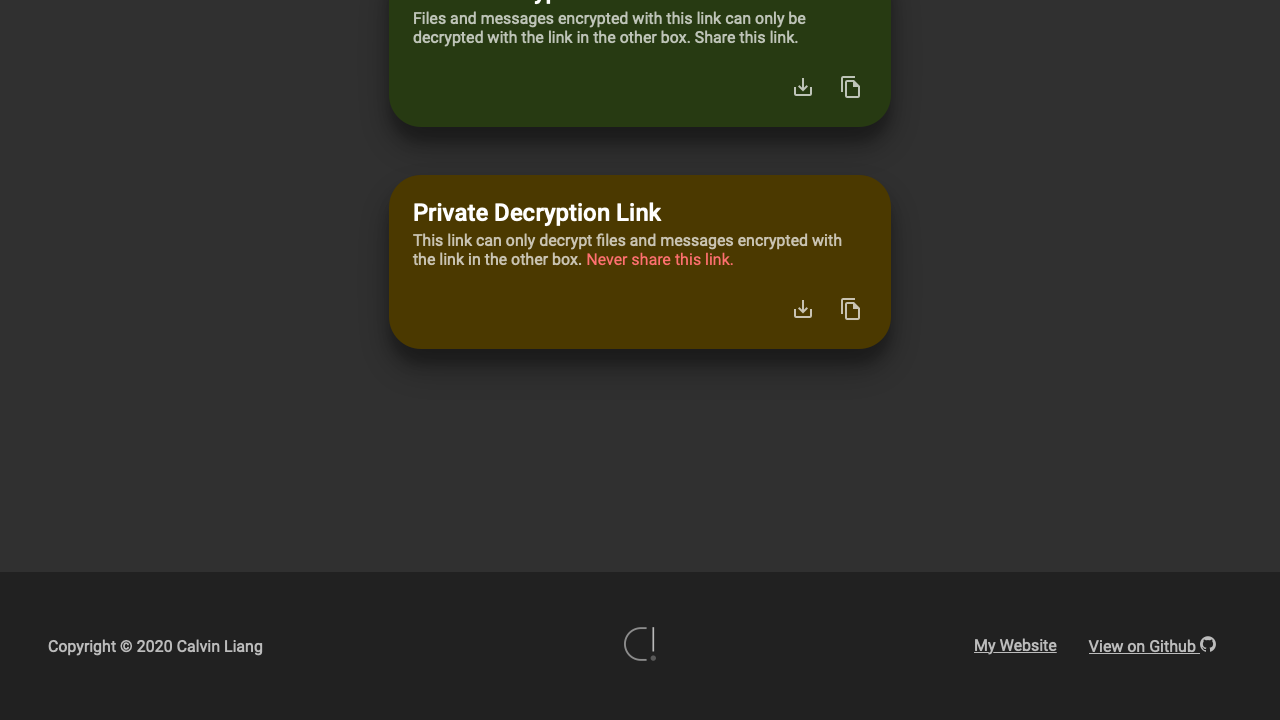 Files and messages encrypted with this link can only be
decrypted with the link in the other box. Share this link.
Private Decryption Link
This link can only decrypt files and messages encrypted with
the link in the other box. Never share this link.
Copyright © 2020 Calvin Liang
My Website
View on Github